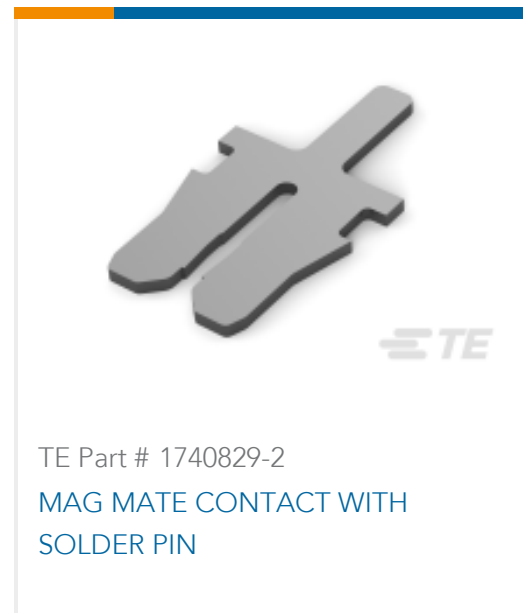 TE
TE Part # 1740829-2
MAG MATE CONTACT WITH
SOLDER PIN